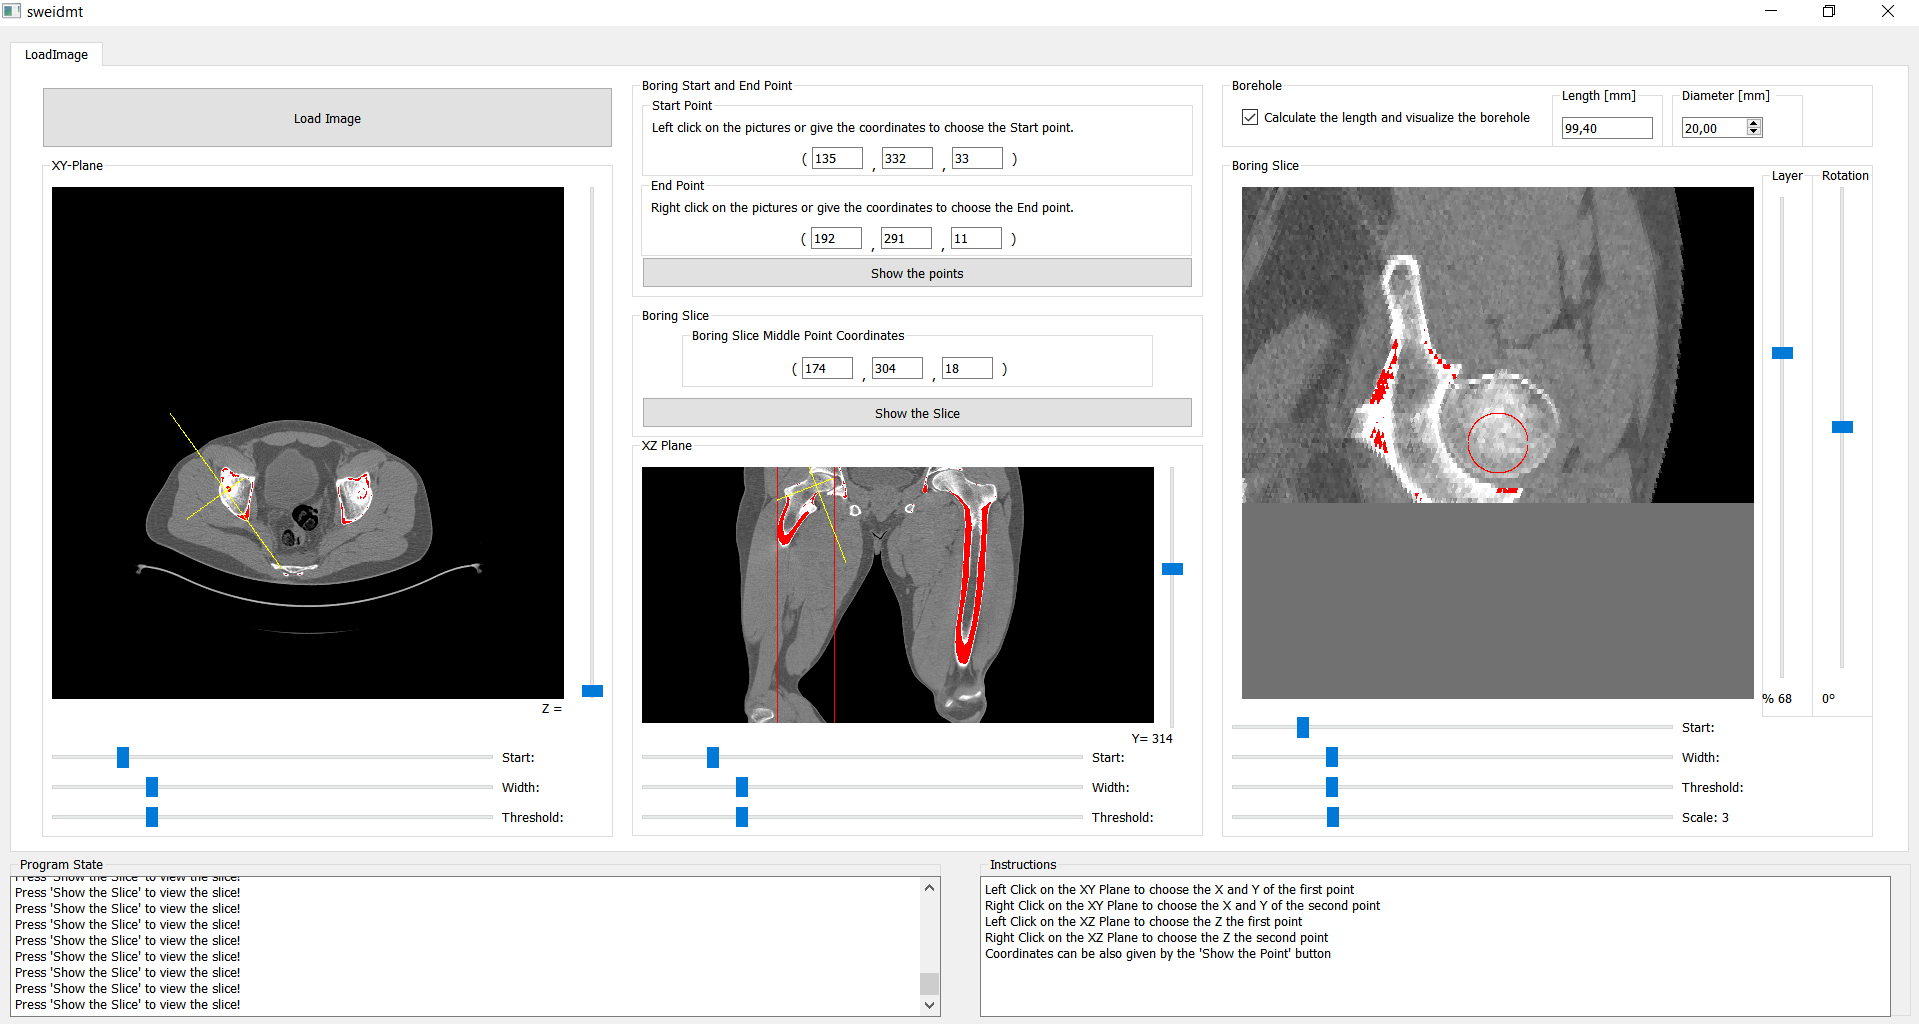 sweidmt
LoadImage
Load Image
XY-Plane
Z =
Start:
Width:
Threshold:
Boring Start and End Point
Start Point
Left click on the pictures or give the coordinates to choose the Start point.
( 135 , 332 , 33 )
End Point
Right click on the pictures or give the coordinates to choose the End point.
( 192 , 291 , 11 )
Show the points
Boring Slice
Boring Slice Middle Point Coordinates
( 174 , 304 , 18 )
Show the Slice
XZ Plane
Y= 314
Start:
Width:
Threshold:
Borehole
Calculate the length and visualize the borehole
Length [mm]
99,40
Diameter [mm]
20,00
Boring Slice
Layer
Rotation
% 68
0º
Start:
Width:
Threshold:
Scale: 3
Program State
Press 'Show the Slice' to view the slice!
Press 'Show the Slice' to view the slice!
Press 'Show the Slice' to view the slice!
Press 'Show the Slice' to view the slice!
Press 'Show the Slice' to view the slice!
Press 'Show the Slice' to view the slice!
Press 'Show the Slice' to view the slice!
Press 'Show the Slice' to view the slice!
Press 'Show the Slice' to view the slice!
Instructions
Left Click on the XY Plane to choose the X and Y of the first point
Right Click on the XY Plane to choose the X and Y of the second point
Left Click on the XZ Plane to choose the Z the first point
Right Click on the XZ Plane to choose the Z the second point
Coordinates can be also given by the 'Show the Point' button